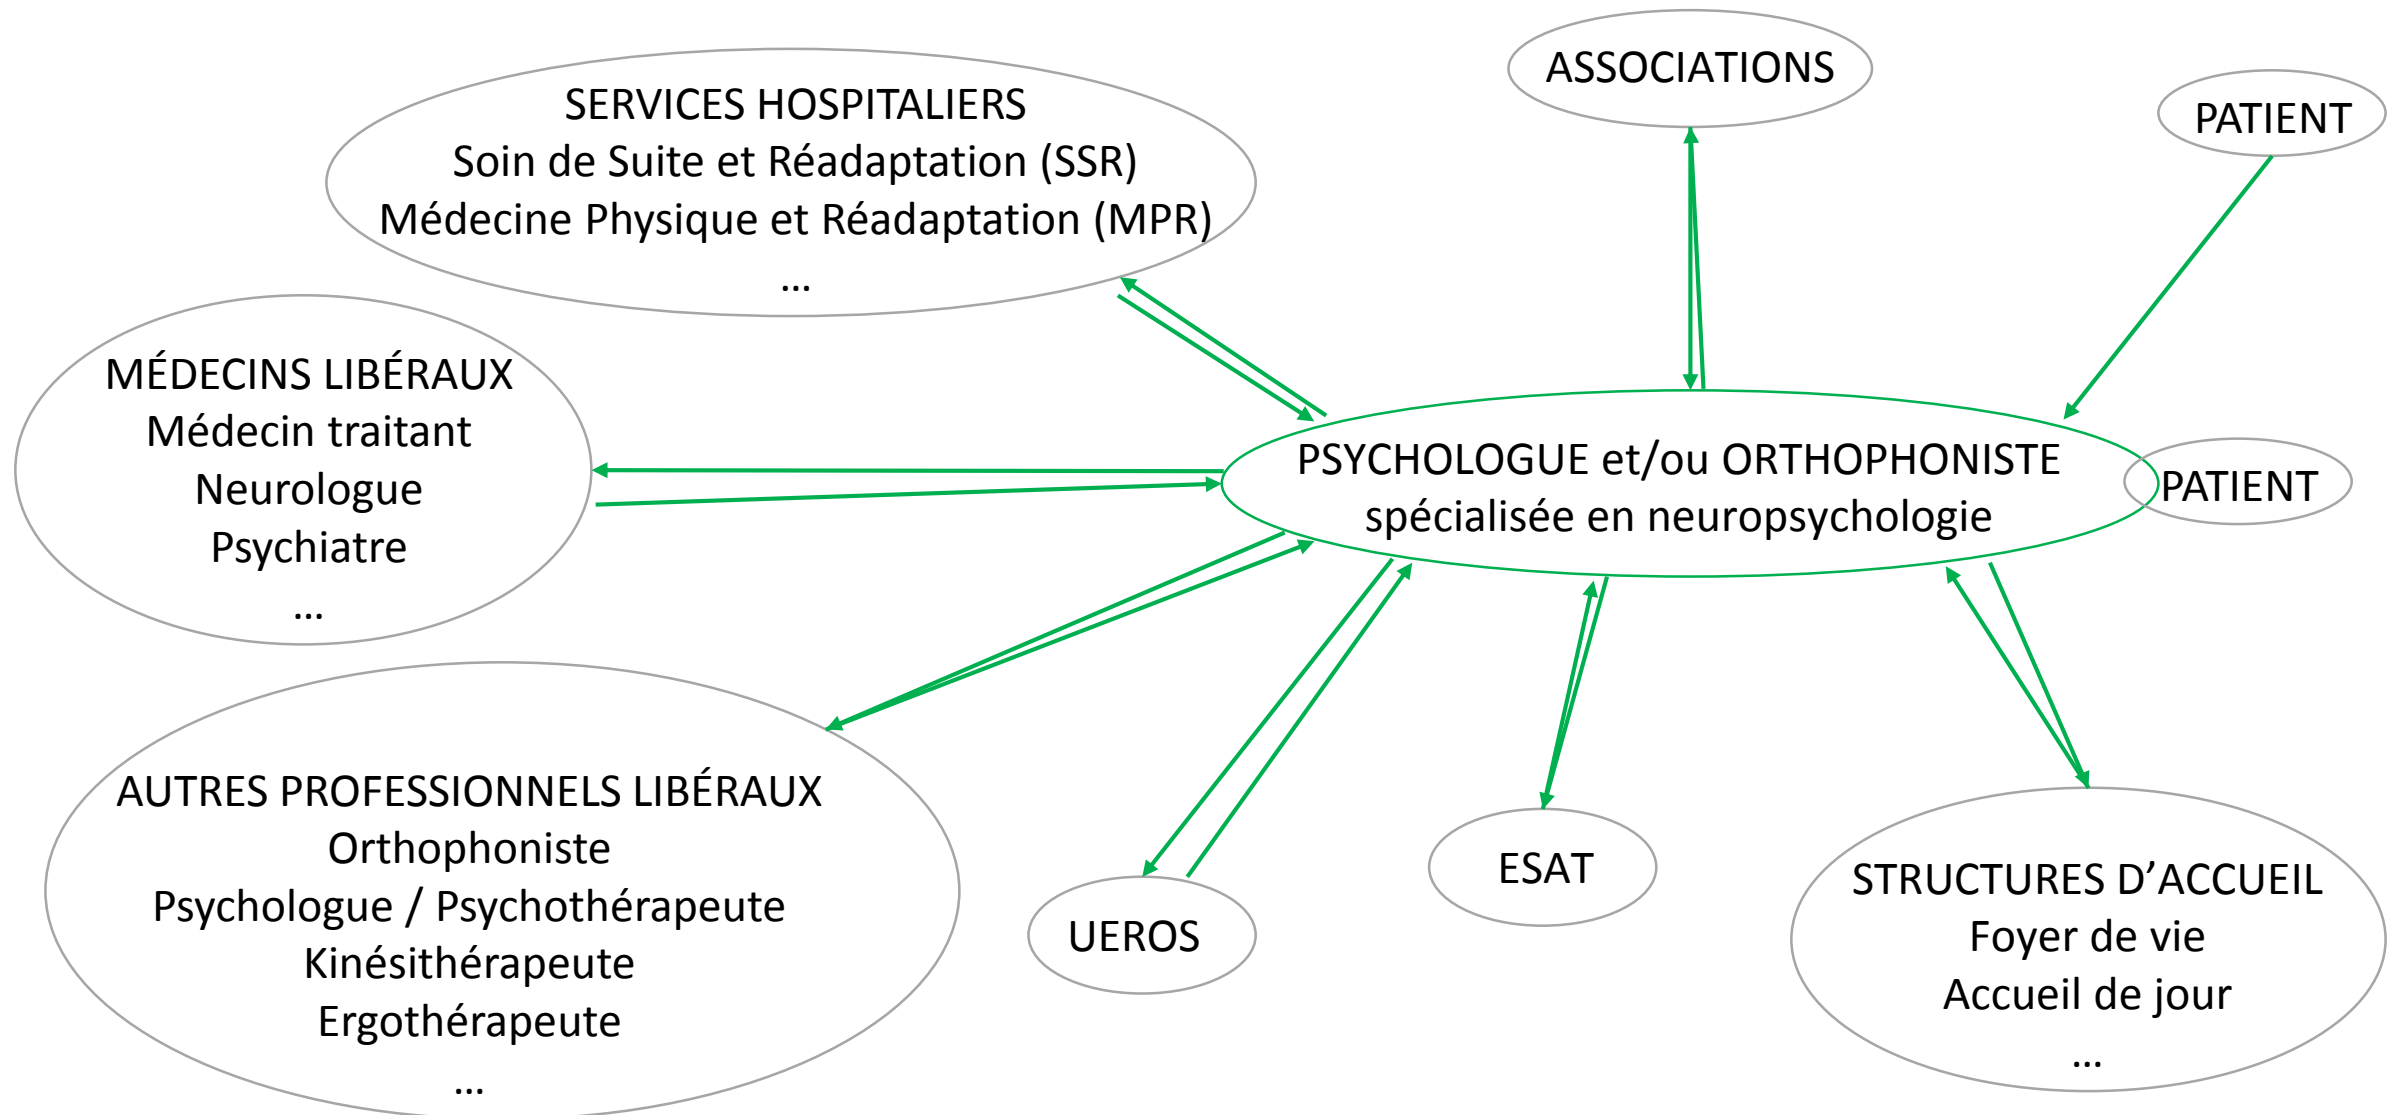 SERVICES HOSPITALIERS
Soin de Suite et Réadaptation (SSR)
Médecine Physique et Réadaptation (MPR)
...
ASSOCIATIONS
PATIENT
MÉDECINS LIBÉRAUX
Médecin traitant
Neurologue
Psychiatre
...
PSYCHOLOGUE et/ou ORTHOPHONISTE
spécialisée en neuropsychologie
PATIENT
AUTRES PROFESSIONNELS LIBÉRAUX
Orthophoniste
Psychologue / Psychothérapeute
Kinésithérapeute
Ergothérapeute
...
UEROS
ESAT
STRUCTURES D’ACCUEIL
Foyer de vie
Accueil de jour
...